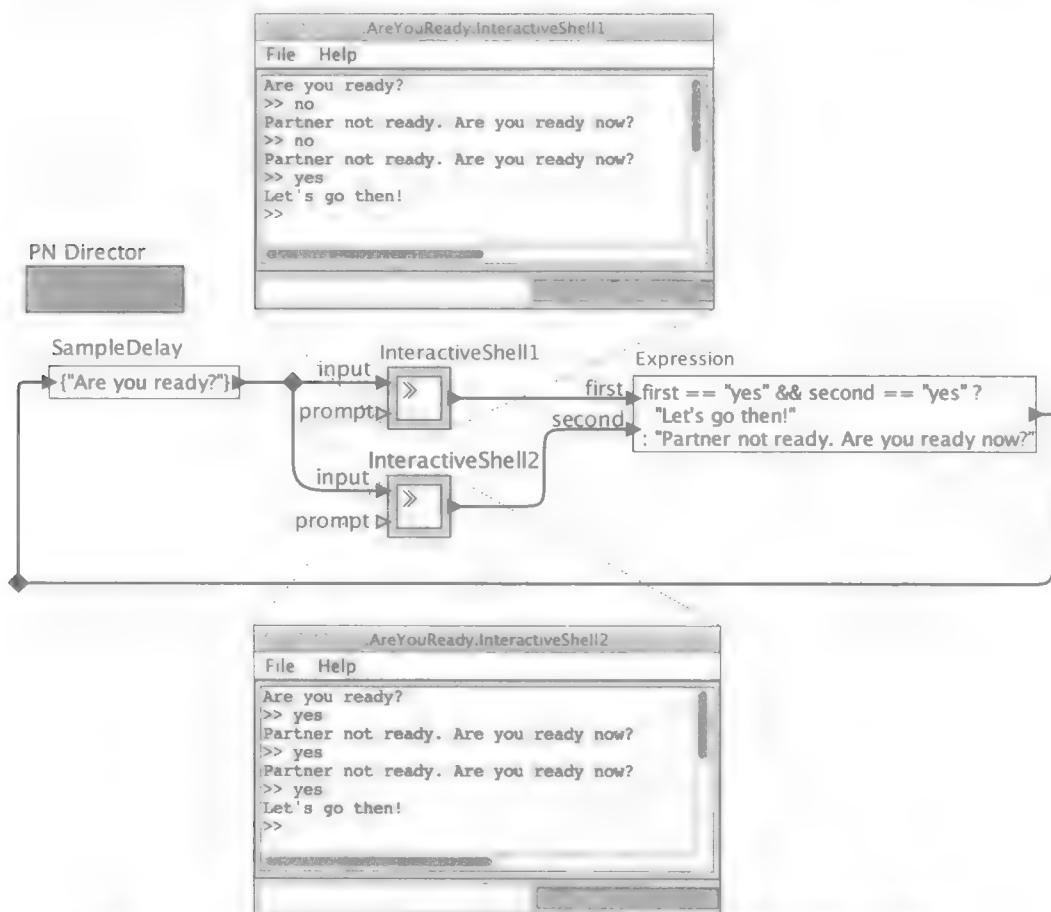 .AreYouReady.InteractiveShell1
File Help
Are you ready?
>> no
Partner not ready. Are you ready now?
>> no
Partner not ready. Are you ready now?
>> yes
Let's go then!
>>
PN Director
SampleDelay
{"Are you ready?"}
input
prompt
InteractiveShell1
input
prompt
InteractiveShell2
first
second
Expression
first == "yes" && second == "yes" ?
"Let's go then!"
: "Partner not ready. Are you ready now?"
.AreYouReady.InteractiveShell2
File Help
Are you ready?
>> yes
Partner not ready. Are you ready now?
>> yes
Partner not ready. Are you ready now?
>> yes
Let's go then!
>>